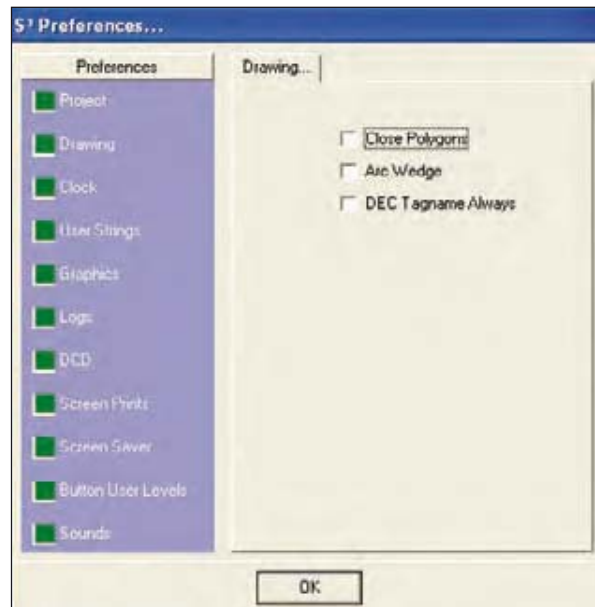 S³ Preferences...
Preferences
Project
Drawing
Clock
User Strings
Graphics
Logs
DCD
Screen Prints
Screen Saver
Button User Levels
Sounds
Drawing...
Close Polygons
Arc Wedge
DEC Tagname Always
OK